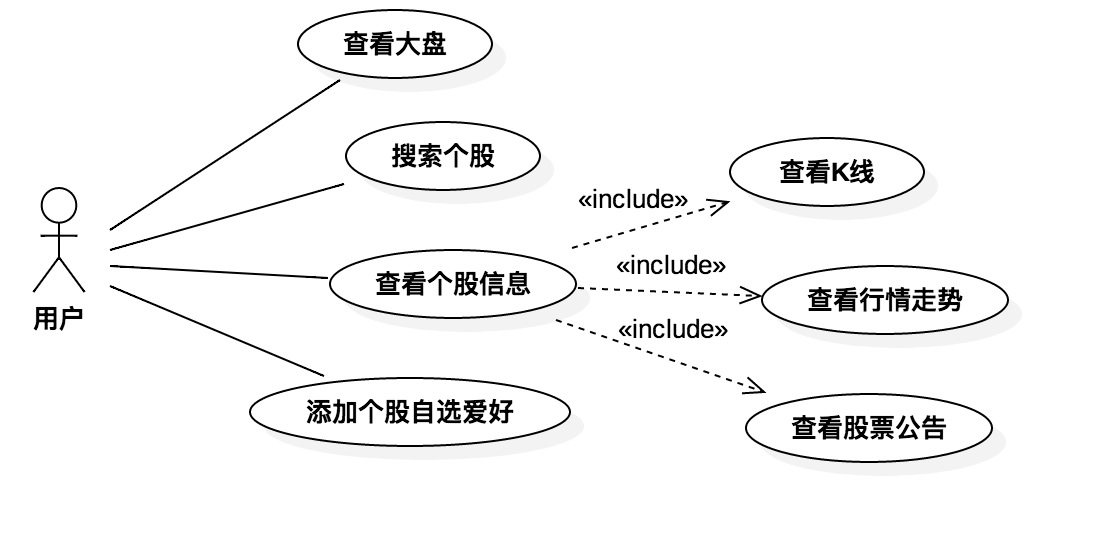 查看大盘
搜索个股
查看K线
«include»
«include»
查看个股信息
查看行情走势
用户
«include»
添加个股自选爱好
查看股票公告